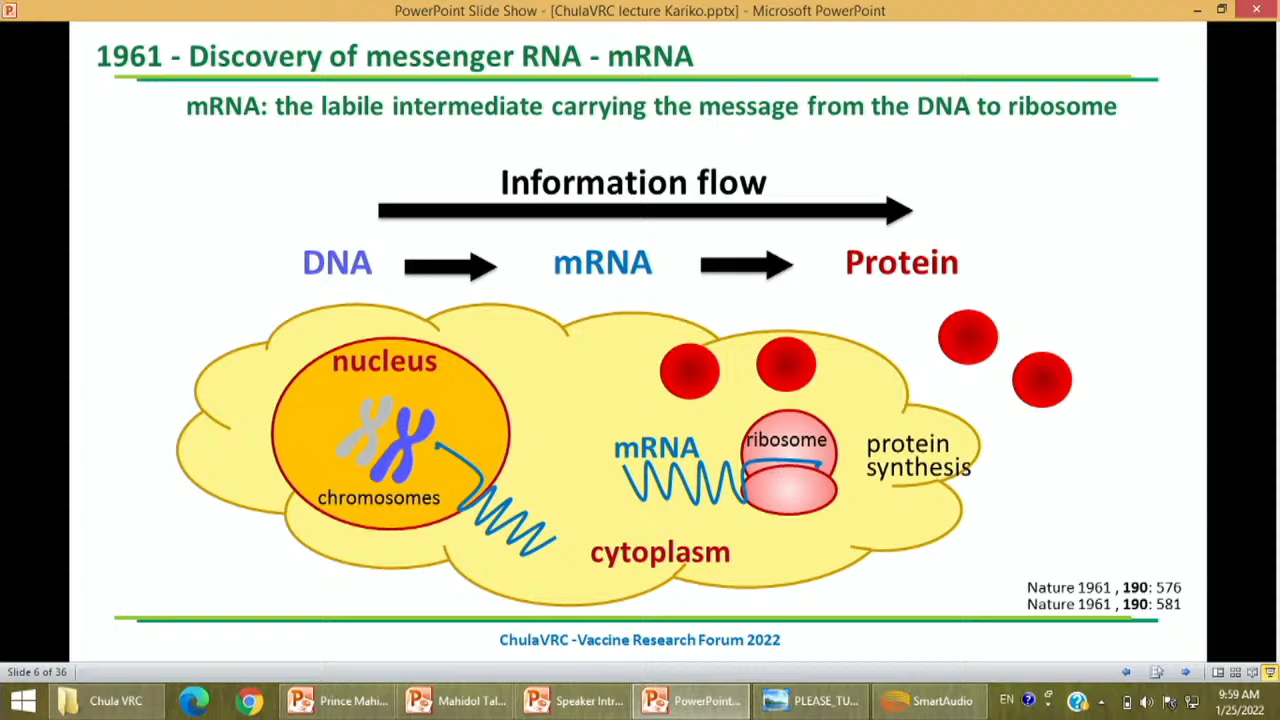 PowerPoint Slide Show - [ChulaVRC lecture Kariko.pptx] - Microsoft PowerPoint
1961 - Discovery of messenger RNA - mRNA
mRNA: the labile intermediate carrying the message from the DNA to ribosome
Information flow
DNA mRNA Protein
nucleus
chromosomes
mRNA
ribosome
protein
synthesis
cytoplasm
Nature 1961 , 190: 576
Nature 1961 , 190: 581
ChulaVRC -Vaccine Research Forum 2022
Slide 6 of 36
Chula VRC
Prince Mahi...
Mahidol Tal...
Speaker Intr...
PowerPoint...
PLEASE_TU...
SmartAudio
EN
9:59 AM
1/25/2022